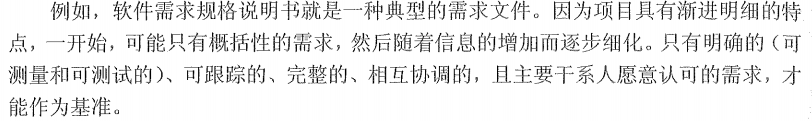 例如，软件需求规格说明书就是一种典型的需求文件。因为项目具有渐进明细的特
点，一开始，可能只有概括性的需求，然后随着信息的增加而逐步细化。只有明确的（可
测量和可测试的）、可跟踪的、完整的、相互协调的，且主要干系人愿意认可的需求，才
能作为基准。